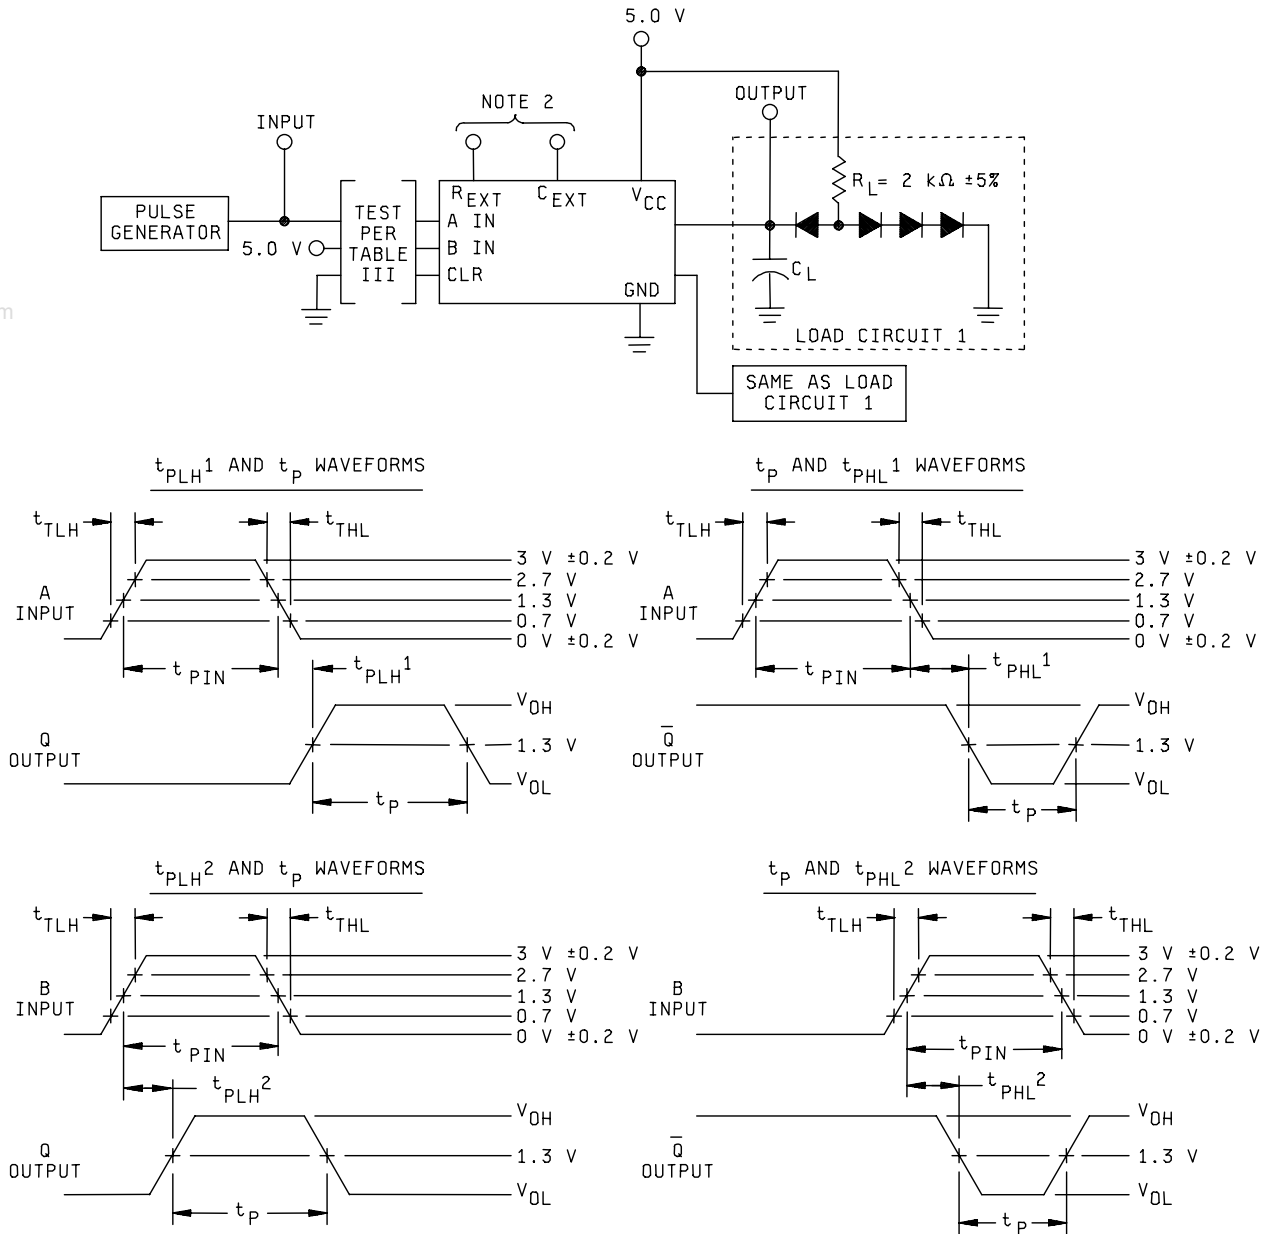 5.0 V
NOTE 2
OUTPUT
INPUT
R_L = 2 kΩ ±5%
R_EXT C_EXT V_CC
PULSE
GENERATOR
TEST
PER
TABLE
III
A IN
5.0 V
B IN
CLR
C_L
GND
LOAD CIRCUIT 1
SAME AS LOAD
CIRCUIT 1
m
t_PLH1 AND t_P WAVEFORMS
t_TLH
t_THL
3 V ±0.2 V
2.7 V
1.3 V
0.7 V
0 V ±0.2 V
A
INPUT
t_PIN
t_PLH1
V_OH
Q
OUTPUT
1.3 V
V_OL
t_P
t_P AND t_PHL1 WAVEFORMS
t_TLH
t_THL
3 V ±0.2 V
2.7 V
1.3 V
0.7 V
0 V ±0.2 V
A
INPUT
t_PIN
t_PHL1
V_OH
Q̅
OUTPUT
1.3 V
V_OL
t_P
t_PLH2 AND t_P WAVEFORMS
t_TLH
t_THL
3 V ±0.2 V
2.7 V
1.3 V
0.7 V
0 V ±0.2 V
B
INPUT
t_PIN
t_PLH2
V_OH
Q
OUTPUT
1.3 V
V_OL
t_P
t_P AND t_PHL2 WAVEFORMS
t_TLH
t_THL
3 V ±0.2 V
2.7 V
1.3 V
0.7 V
0 V ±0.2 V
B
INPUT
t_PIN
t_PHL2
V_OH
Q̅
OUTPUT
1.3 V
V_OL
t_P